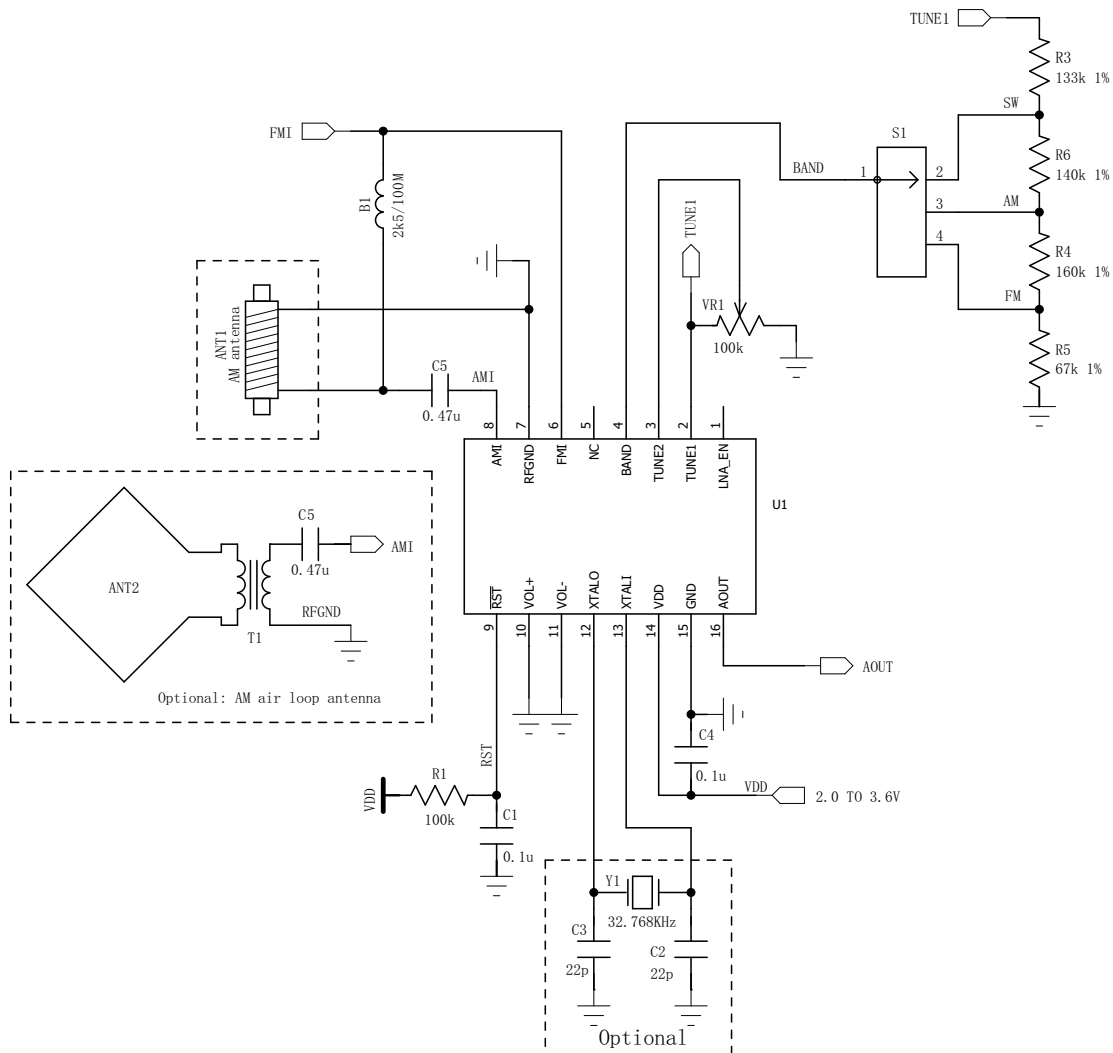 TUNE1
R3
133k 1%
SW
FMI
S1
R6
140k 1%
BAND
1
2
B1
2k5/100M
AM
3
TUNE1
4
R4
160k 1%
FM
VR1
100k
R5
67k 1%
ANT1
AM antenna
C5
0.47u
AMI
8
7
6
5
4
3
2
1
AMI
RFGND
FMI
NC
BAND
TUNE2
TUNE1
LNA_EN
U1
C5
0.47u
AMI
ANT2
RFGND
T1
Optional: AM air loop antenna
RST
VOL+
VOL-
XTALO
XTALI
VDD
GND
AOUT
9
10
11
12
13
14
15
16
AOUT
RST
C4
0.1u
VDD
2.0 TO 3.6V
VDD
R1
100k
C1
0.1u
Y1
32.768KHz
C3
22p
C2
22p
Optional